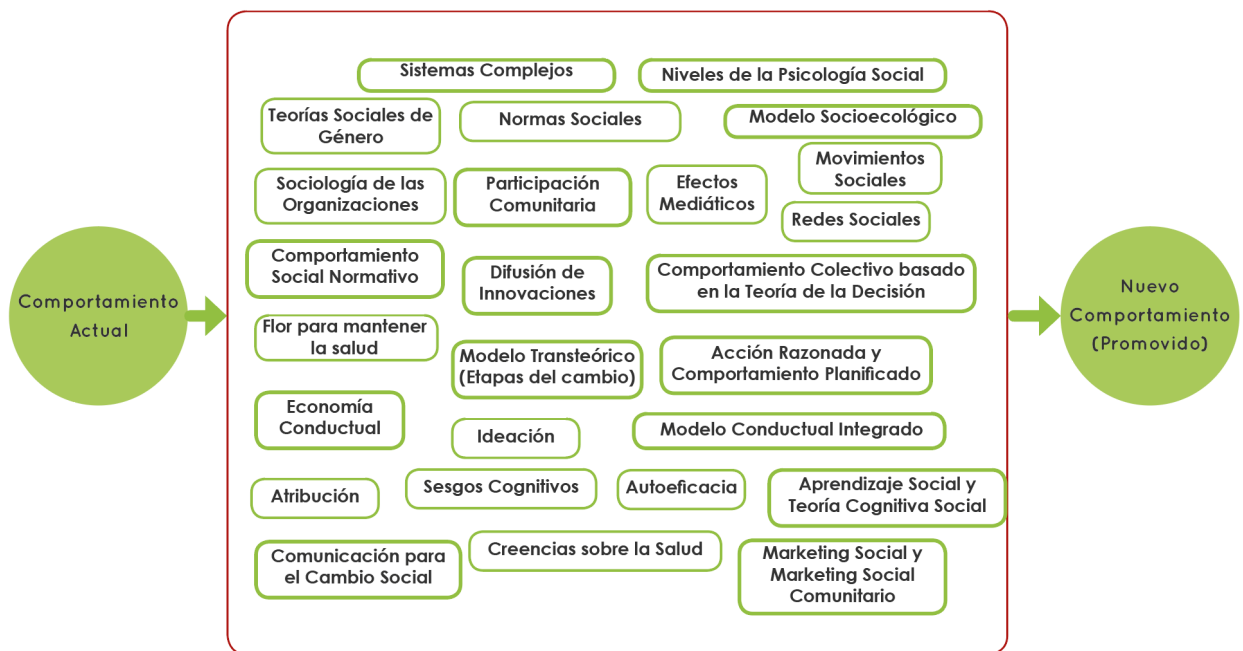 Sistemas Complejos
Niveles de la Psicología Social
Teorías Sociales de
Género
Normas Sociales
Modelo Socioecológico
Movimientos
Sociales
Sociología de las
Organizaciones
Participación
Comunitaria
Efectos
Mediáticos
Redes Sociales
Comportamiento
Actual
Comportamiento
Social Normativo
Difusión de
Innovaciones
Comportamiento Colectivo basado
en la Teoría de la Decisión
Nuevo
Comportamiento
(Promovido)
Flor para mantener
la salud
Modelo Transteórico
(Etapas del cambio)
Acción Razonada y
Comportamiento Planificado
Economía
Conductual
Ideación
Modelo Conductual Integrado
Atribución
Sesgos Cognitivos
Autoeficacia
Aprendizaje Social y
Teoría Cognitiva Social
Comunicación para
el Cambio Social
Creencias sobre la Salud
Marketing Social y
Marketing Social
Comunitario